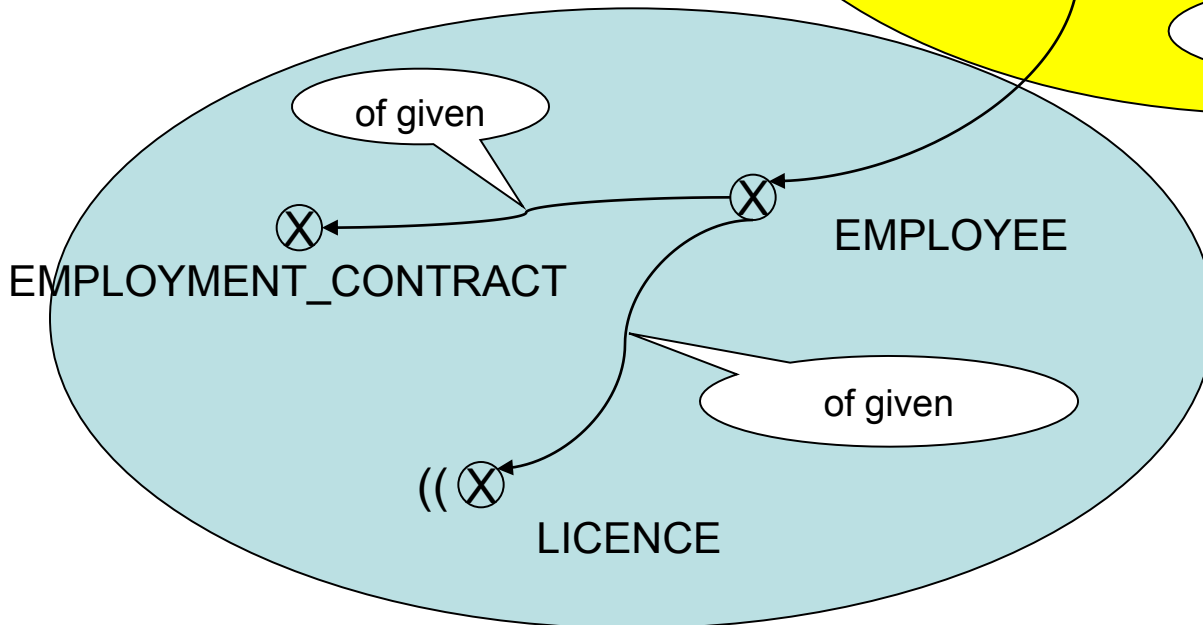 of given
X
EMPLOYEE
X
EMPLOYMENT_CONTRACT
of given
(( X
LICENCE